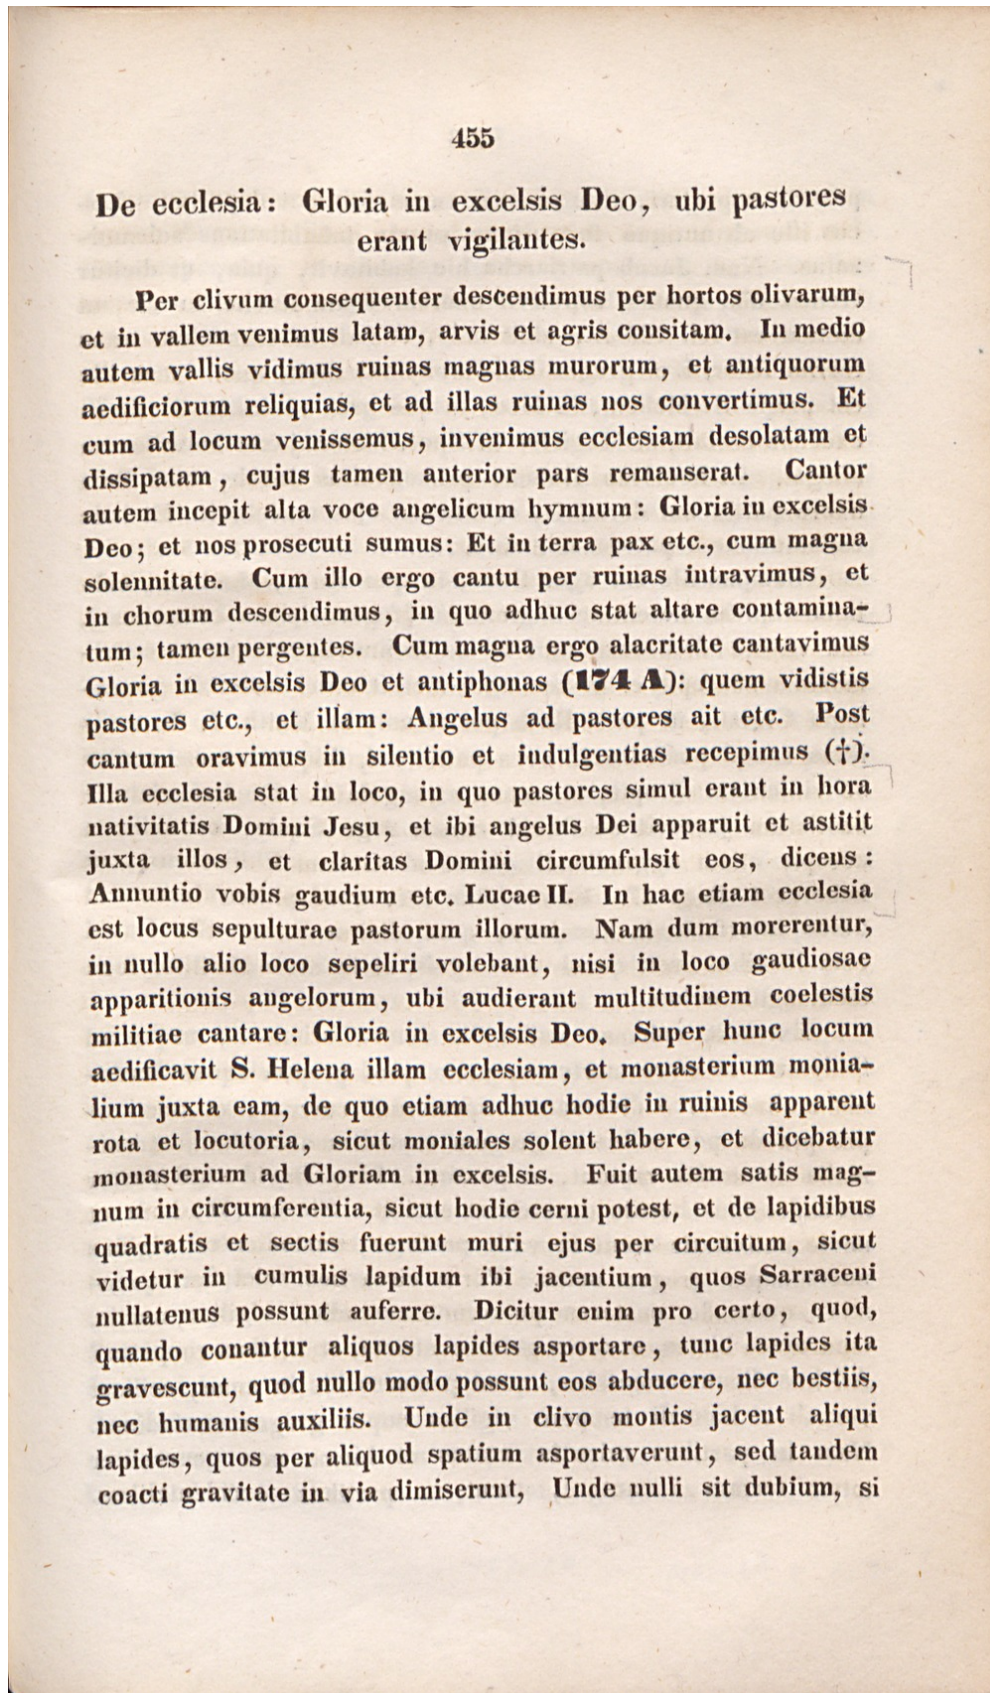 455
De ecclesia: Gloria in excelsis Deo, ubi pastores
erant vigilantes.
Per clivum consequenter descendimus per hortos olivarum,
et in vallem venimus latam, arvis et agris consitam. In medio
autem vallis vidimus ruinas magnas murorum, et antiquorum
aedificiorum reliquias, et ad illas ruinas nos convertimus. Et
cum ad locum venissemus, invenimus ecclesiam desolatam et
dissipatam, cujus tamen anterior pars remanserat. Cantor
autem incepit alta voce angelicum hymnum: Gloria in excelsis
Deo; et nos prosecuti sumus: Et in terra pax etc., cum magna
solennitate. Cum illo ergo cantu per ruinas intravimus, et
in chorum descendimus, in quo adhuc stat altare contamina-
tum; tamen pergentes. Cum magna ergo alacritate cantavimus
Gloria in excelsis Deo et antiphonas (174 A): quem vidistis
pastores etc., et illam: Angelus ad pastores ait etc. Post
cantum oravimus in silentio et indulgentias recepimus (†).
Illa ecclesia stat in loco, in quo pastores simul erant in hora
nativitatis Domini Jesu, et ibi angelus Dei apparuit et astitit
juxta illos, et claritas Domini circumfulsit eos, dicens:
Annuntio vobis gaudium etc. Lucae II. In hac etiam ecclesia
est locus sepulturae pastorum illorum. Nam dum morerentur,
in nullo alio loco sepeliri volebant, nisi in loco gaudiosae
apparitionis angelorum, ubi audierant multitudinem coelestis
militiae cantare: Gloria in excelsis Deo. Super hunc locum
aedificavit S. Helena illam ecclesiam, et monasterium monia-
lium juxta eam, de quo etiam adhuc hodie in ruinis apparent
rota et locutoria, sicut moniales solent habere, et dicebatur
monasterium ad Gloriam in excelsis. Fuit autem satis mag-
num in circumferentia, sicut hodie cerni potest, et de lapidibus
quadratis et sectis fuerunt muri ejus per circuitum, sicut
videtur in cumulis lapidum ibi jacentium, quos Sarraceni
nullatenus possunt auferre. Dicitur enim pro certo, quod,
quando conantur aliquos lapides asportare, tunc lapides ita
gravescunt, quod nullo modo possunt eos abducere, nec bestiis,
nec humanis auxiliis. Unde in clivo montis jacent aliqui
lapides, quos per aliquod spatium asportaverunt, sed tandem
coacti gravitate in via dimiserunt, Unde nulli sit dubium, si